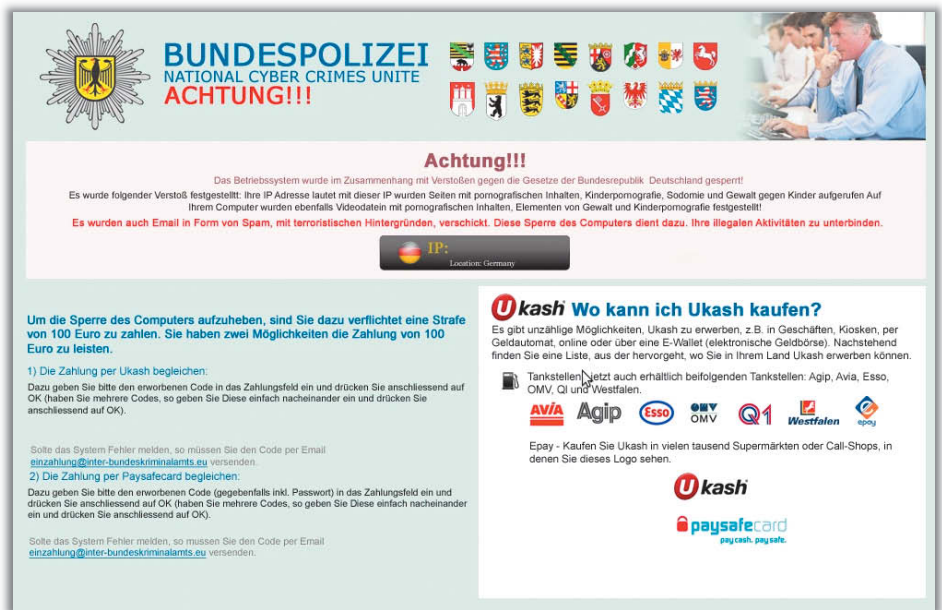 BUNDESPOLIZEI
NATIONAL CYBER CRIMES UNITE
ACHTUNG!!!
Achtung!!!
Das Betriebssystem wurde im Zusammenhang mit Verstoßen gegen die Gesetze der Bundesrepublik Deutschland gesperrt!
Es wurde folgender Verstoß festgestellt: Ihre IP Adresse lautet mit dieser IP wurden Seiten mit pornografischen Inhalten, Kinderpornografie, Sodomie und Gewalt gegen Kinder aufgerufen Auf
Ihrem Computer wurden ebenfalls Videodatein mit pornografischen Inhalten, Elementen von Gewalt und Kinderpornografie festgestellt!
Es wurden auch Email in Form von Spam, mit terroristischen Hintergründen, verschickt. Diese Sperre des Computers dient dazu. Ihre illegalen Aktivitäten zu unterbinden.
IP:
Location: Germany
Um die Sperre des Computers aufzuheben, sind Sie dazu verflichtet eine Strafe
von 100 Euro zu zahlen. Sie haben zwei Möglichkeiten die Zahlung von 100
Euro zu leisten.
1) Die Zahlung per Ukash begleichen:
Dazu geben Sie bitte den erworbenen Code in das Zahlungsfeld ein und drücken Sie anschliessend auf
OK (haben Sie mehrere Codes, so geben Sie Diese einfach nacheinander ein und drücken Sie
anschliessend auf OK).
Solte das System Fehler melden, so müssen Sie den Code per Email
einzahlung@inter-bundeskriminalamts.eu versenden.
2) Die Zahlung per Paysafecard begleichen:
Dazu geben Sie bitte den erworbenen Code (gegebenfalls inkl. Passwort) in das Zahlungsfeld ein und
drücken Sie anschliessend auf OK (haben Sie mehrere Codes, so geben Sie Diese einfach nacheinander
ein und drücken Sie anschliessend auf OK).
Solte das System Fehler melden, so mussen Sie den Code per Email
einzahlung@inter-bundeskriminalamts.eu versenden.
Ukash Wo kann ich Ukash kaufen?
Es gibt unzählige Möglichkeiten, Ukash zu erwerben, z.B. in Geschäften, Kiosken, per
Geldautomat, online oder über eine E-Wallet (elektronische Geldbörse). Nachstehend
finden Sie eine Liste, aus der hervorgeht, wo Sie in Ihrem Land Ukash erwerben können.
Tankstellen jetzt auch erhältlich beifolgenden Tankstellen: Agip, Avia, Esso,
OMV, QI und Westfalen.
AVIA Agip Esso OMV Q1 Westfalen epay
Epay - Kaufen Sie Ukash in vielen tausend Supermärkten oder Call-Shops, in
denen Sie dieses Logo sehen.
Ukash
paysafecard
pay cash. pay safe.